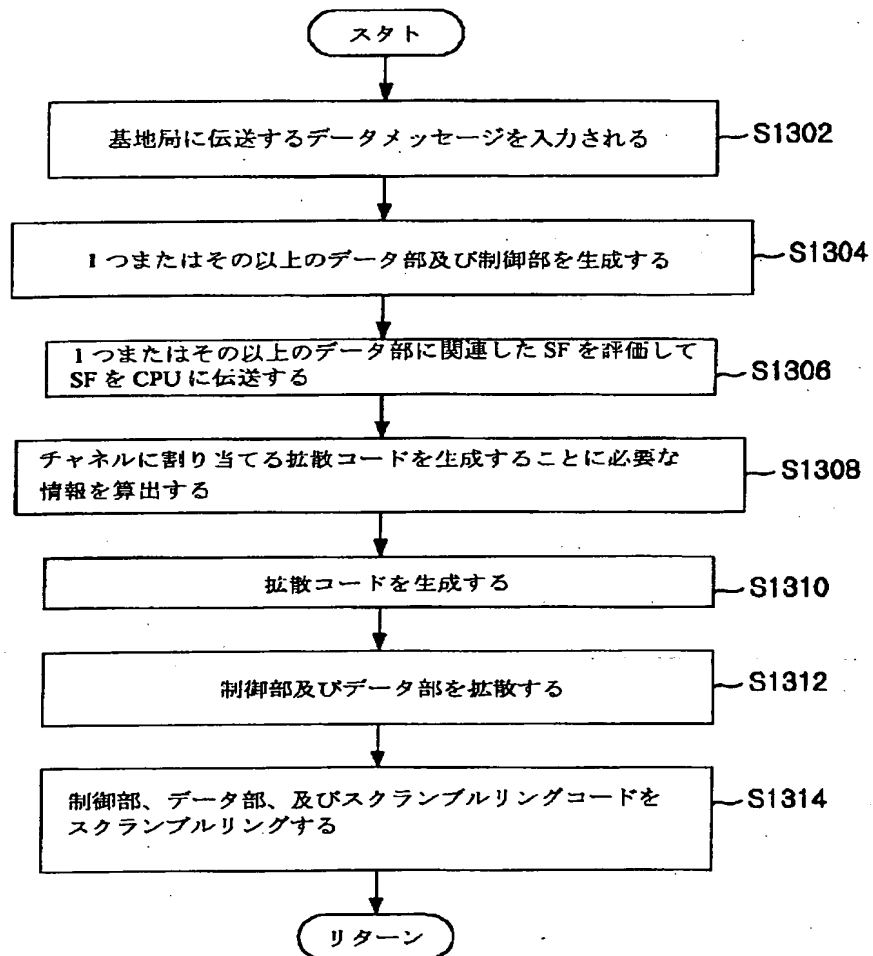 スタト
基地局に伝送するデータメッセージを入力される
S1302
1つまたはその以上のデータ部及び制御部を生成する
S1304
1つまたはその以上のデータ部に関連した SF を評価して
SF を CPU に伝送する
S1306
チャネルに割り当てる拡散コードを生成することに必要な
情報を算出する
S1308
拡散コードを生成する
S1310
制御部及びデータ部を拡散する
S1312
制御部、データ部、及びスクランブルリングコードを
スクランブルリングする
S1314
リターン